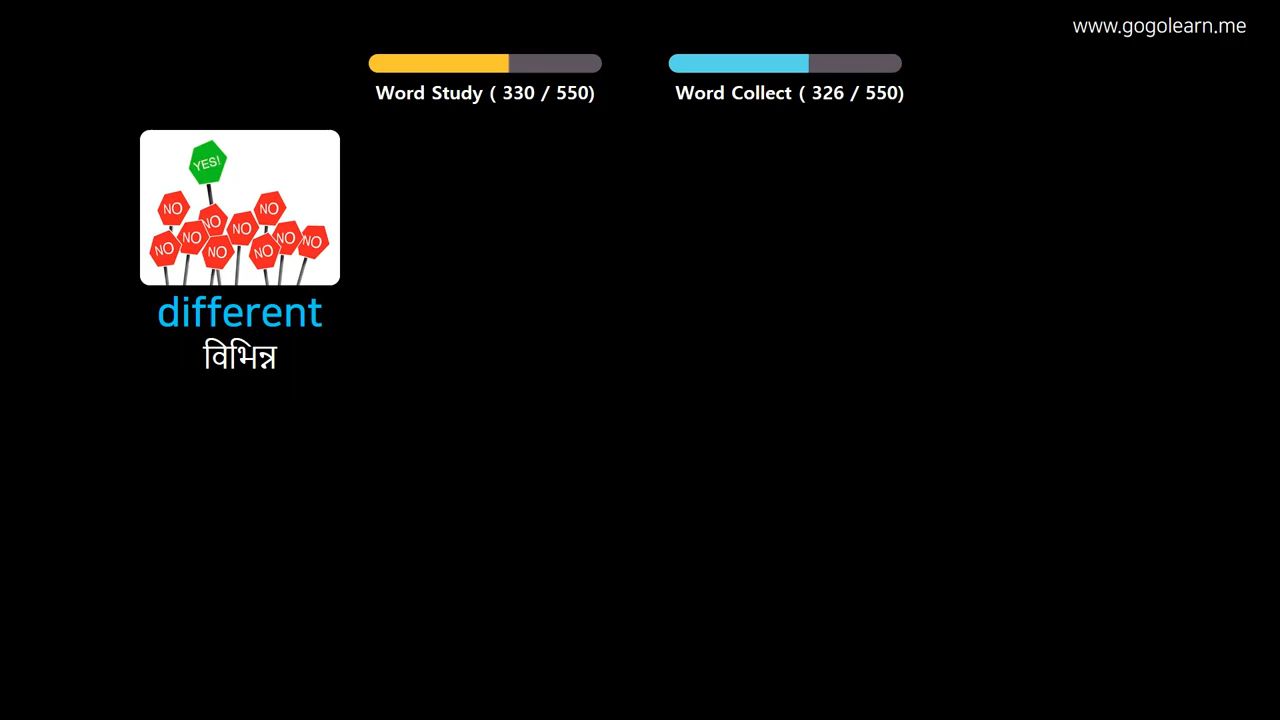 www.gogolearn.me
Word Study ( 330 / 550)
Word Collect ( 326 / 550)
YES!
NO
NO
NO
NO
NO
NO
NO
NO
NO
NO
different
विभिन्न